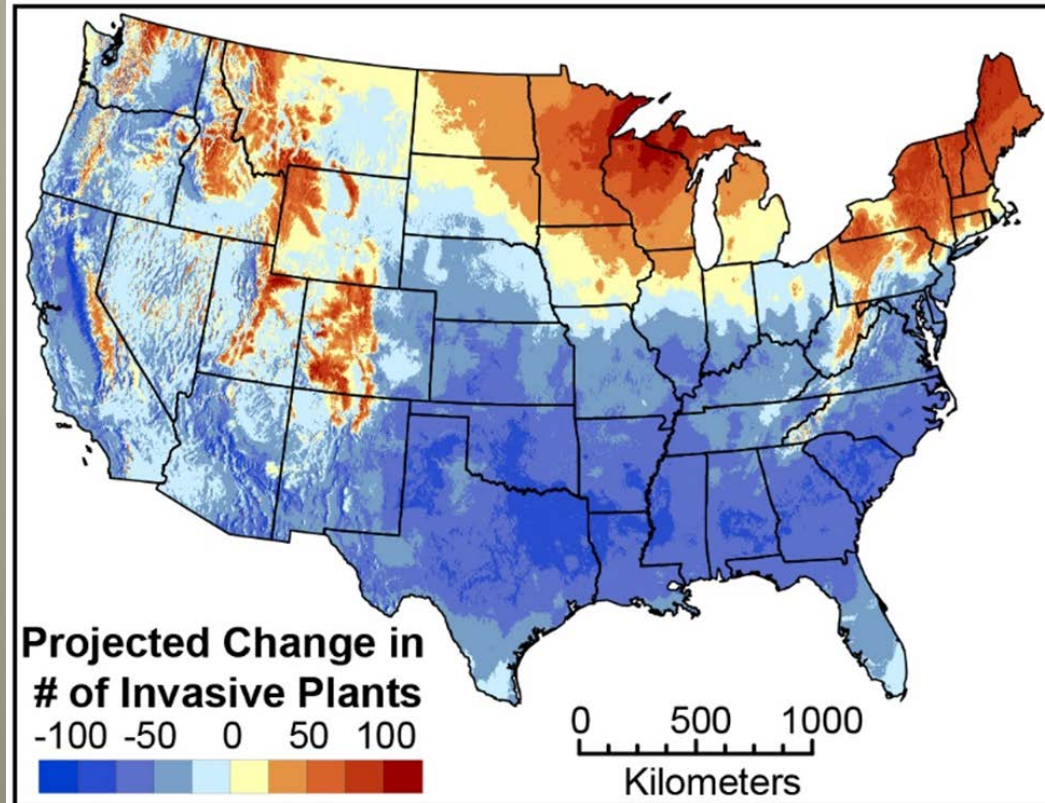 Projected Change in
# of Invasive Plants
-100 -50 0 50 100
0 500 1000
Kilometers